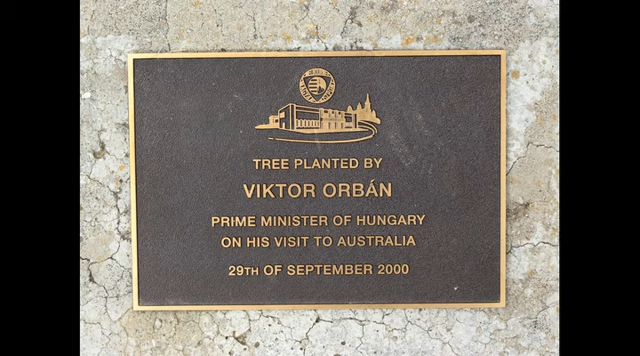 TREE PLANTED BY
VIKTOR ORBÁN
PRIME MINISTER OF HUNGARY
ON HIS VISIT TO AUSTRALIA
29TH OF SEPTEMBER 2000